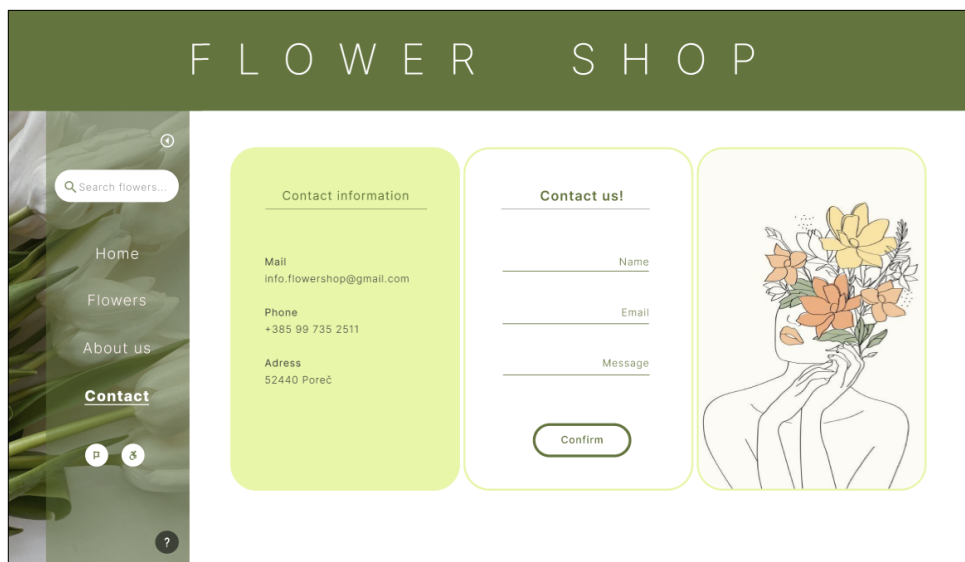 FLOWER SHOP
Search flowers...
Home
Flowers
About us
Contact
?
Contact information
Mail
info.flowershop@gmail.com
Phone
+385 99 735 2511
Adress
52440 Poreč
Contact us!
Name
Email
Message
Confirm